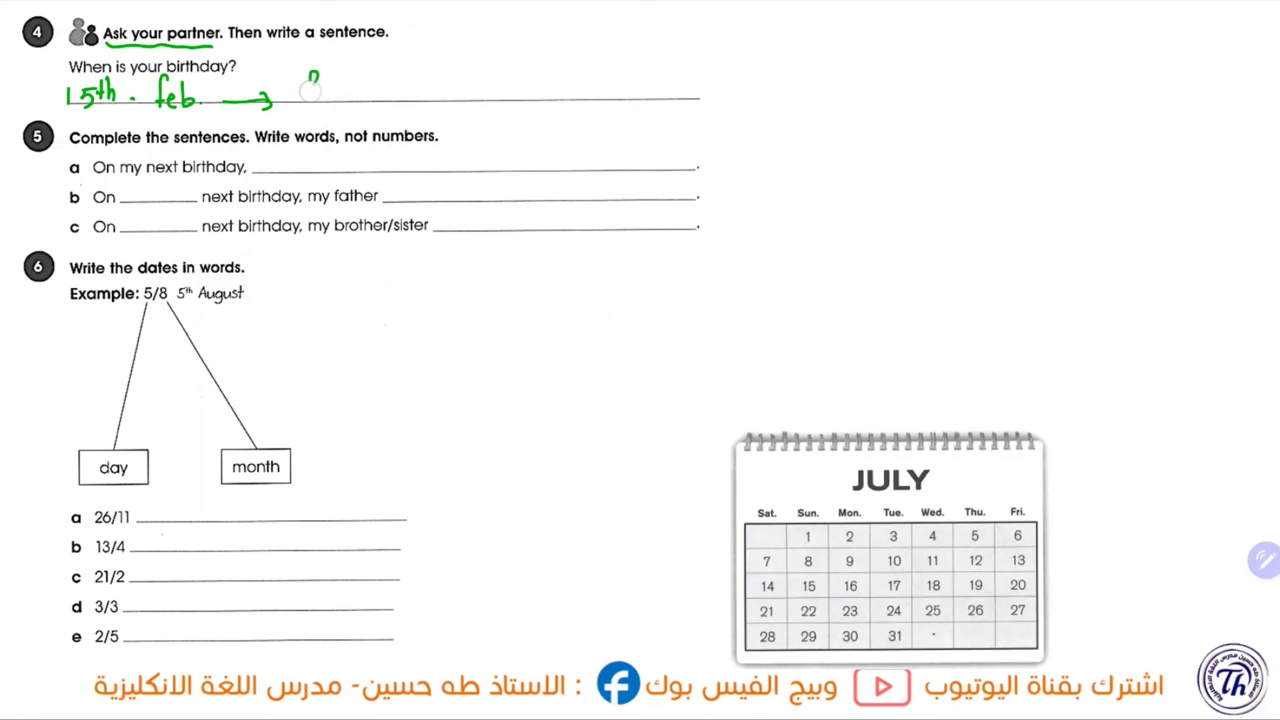 4 Ask your partner. Then write a sentence.
When is your birthday?
15th. feb. →
5 Complete the sentences. Write words, not numbers.
a On my next birthday, ____________.
b On ________ next birthday, my father ____________.
c On ________ next birthday, my brother/sister ____________.
6 Write the dates in words.
Example: 5/8 5th August
day month
a 26/11
b 13/4
c 21/2
d 3/3
e 2/5
JULY
Sat. Sun. Mon. Tue. Wed. Thu. Fri.
1 2 3 4 5 6
7 8 9 10 11 12 13
14 15 16 17 18 19 20
21 22 23 24 25 26 27
28 29 30 31
اشترك بقناة اليوتيوب وبيج الفيس بوك : الاستاذ طه حسين- مدرس اللغة الانكليزية
Th